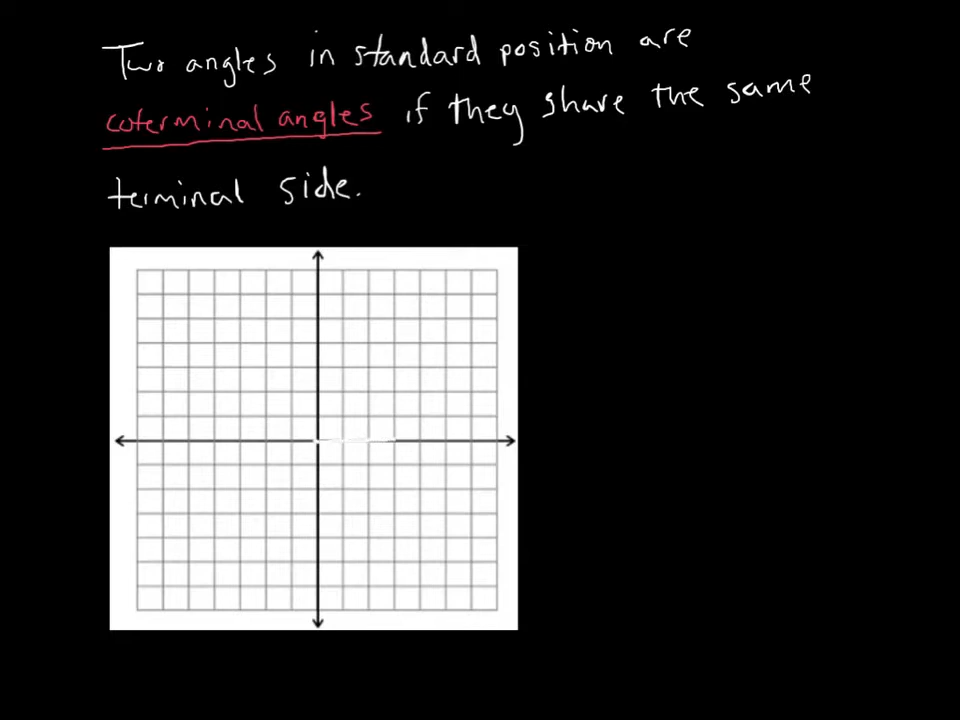 Two angles in standard position are
coterminal angles if they share the same
terminal side.